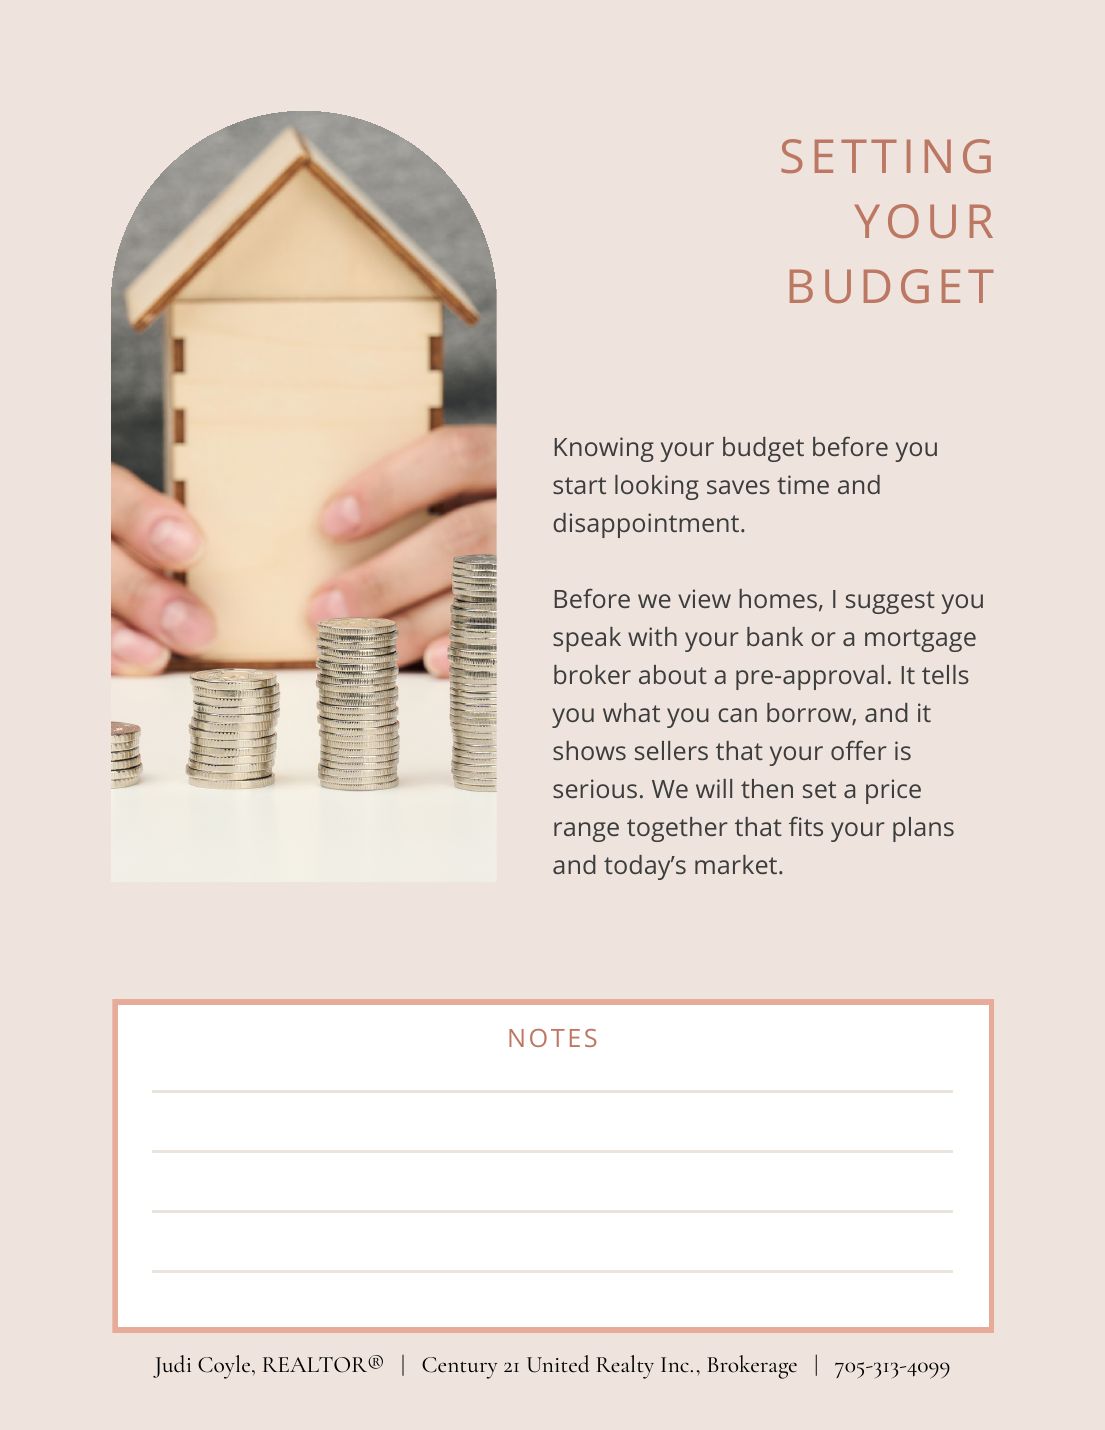 SETTING
YOUR
BUDGET
Knowing your budget before you
start looking saves time and
disappointment.
Before we view homes, I suggest you
speak with your bank or a mortgage
broker about a pre-approval. It tells
you what you can borrow, and it
shows sellers that your offer is
serious. We will then set a price
range together that fits your plans
and today’s market.
NOTES
Judi Coyle, REALTOR® | Century 21 United Realty Inc., Brokerage | 705-313-4099